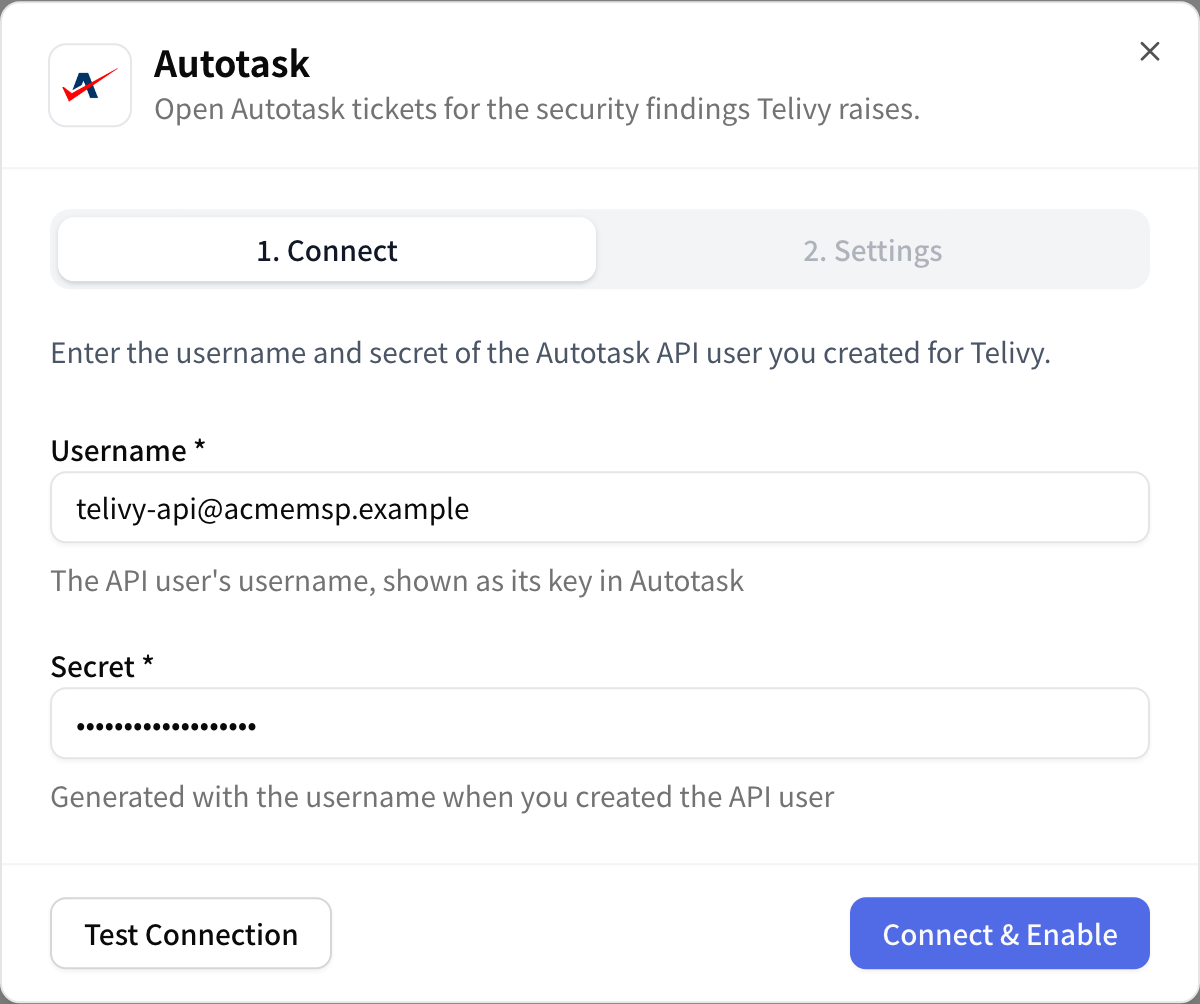 Autotask
Open Autotask tickets for the security findings Telivy raises.
1. Connect
2. Settings
Enter the username and secret of the Autotask API user you created for Telivy.
Username *
telivy-api@acmemsp.example
The API user's username, shown as its key in Autotask
Secret *
•••••••••••••••••••
Generated with the username when you created the API user
Test Connection
Connect & Enable